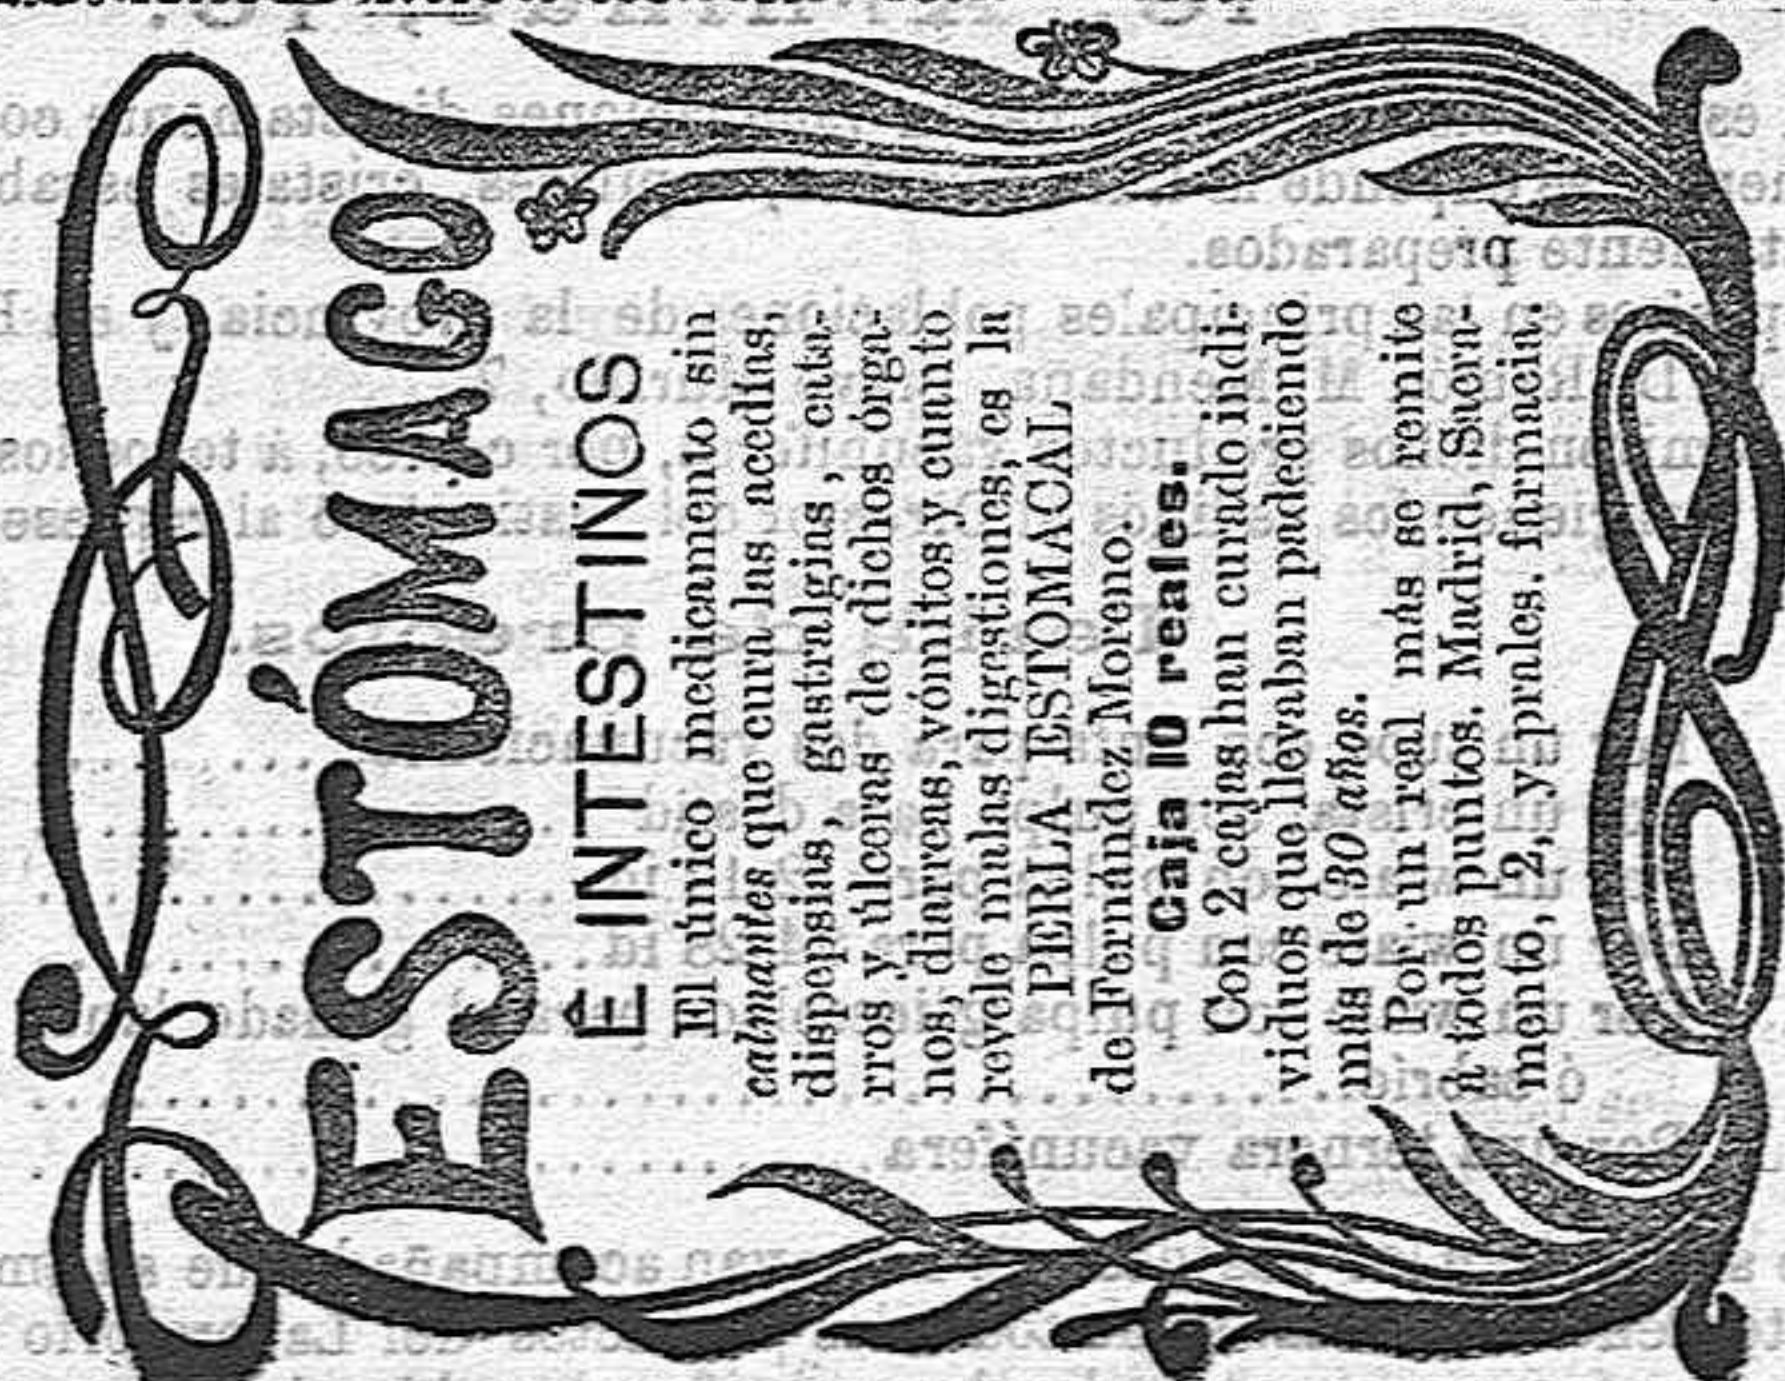 ESTÓMAGO
É INTESTINOS
El único medicamento sin
calmantes que cura las acedías,
dispepsias, gastralgias, cata-
rros y úlceras de dichos órga-
nos, diarreas, vómitos y cuanto
revele malas digestiones, es la
PERLA ESTOMACAL
de Fernández Moreno.
Caja 10 reales.
Con 2 cajas han curado indi-
viduos que llevaban padeciendo
más de 30 años.
Por un real más se remite
á todos puntos. Madrid, Sacra-
mento, 2, y prales. farmacia.